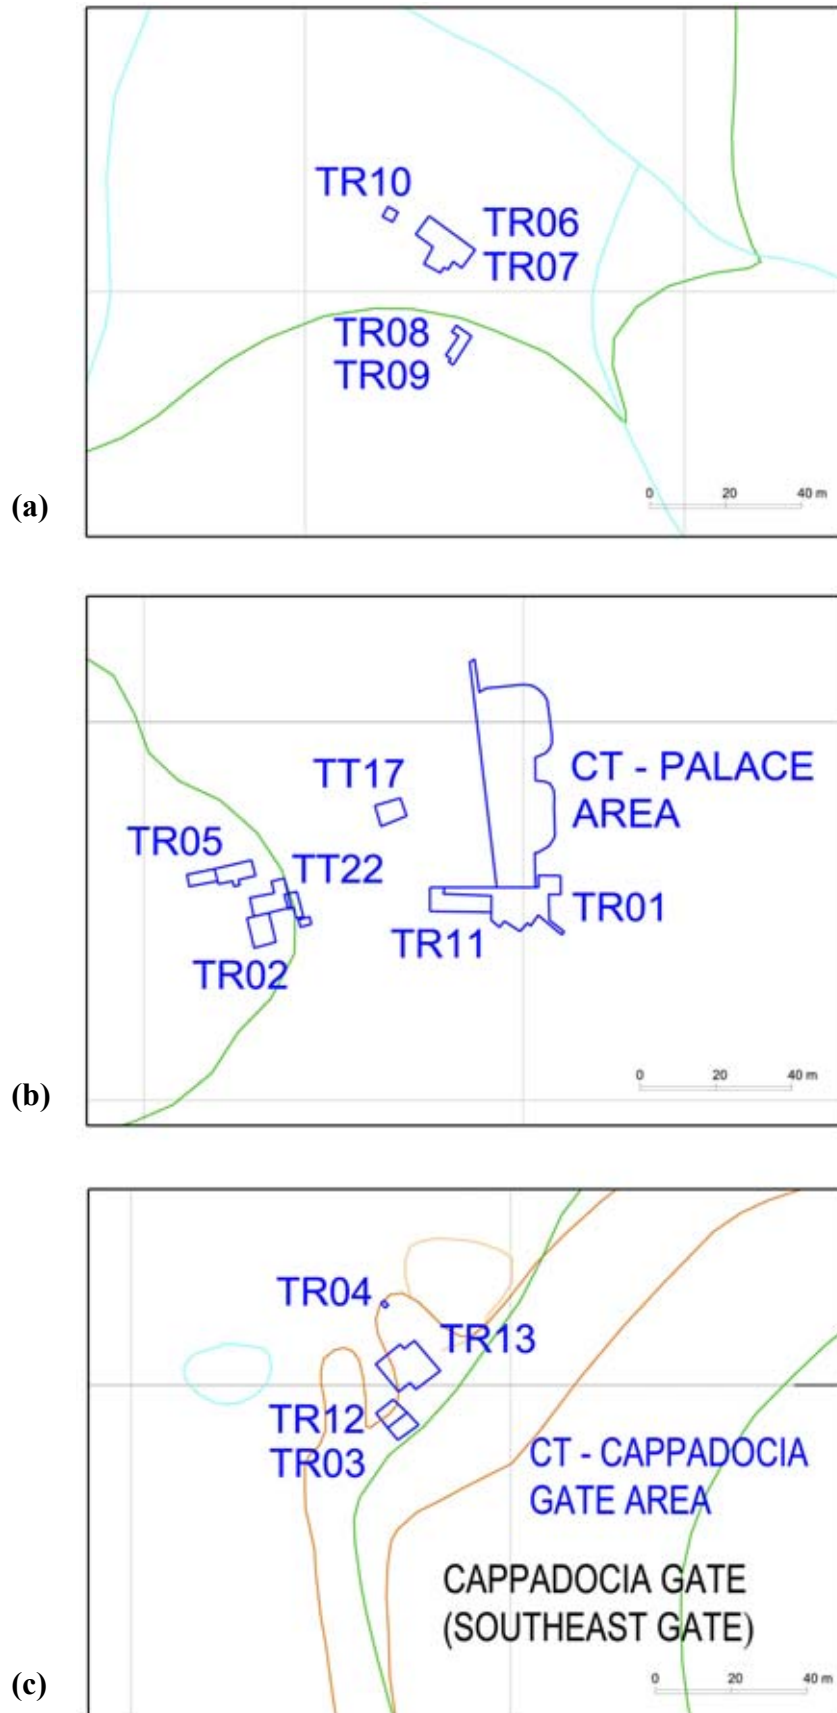 TR10
TR06
TR07
TR08
TR09
0 20 40 m
(a)
TT17
CT - PALACE
AREA
TR05
TT22
TR01
TR11
TR02
0 20 40 m
(b)
TR04
TR13
TR12
TR03
CT - CAPPADOCIA
GATE AREA
CAPPADOCIA GATE
(SOUTHEAST GATE)
0 20 40 m
(c)